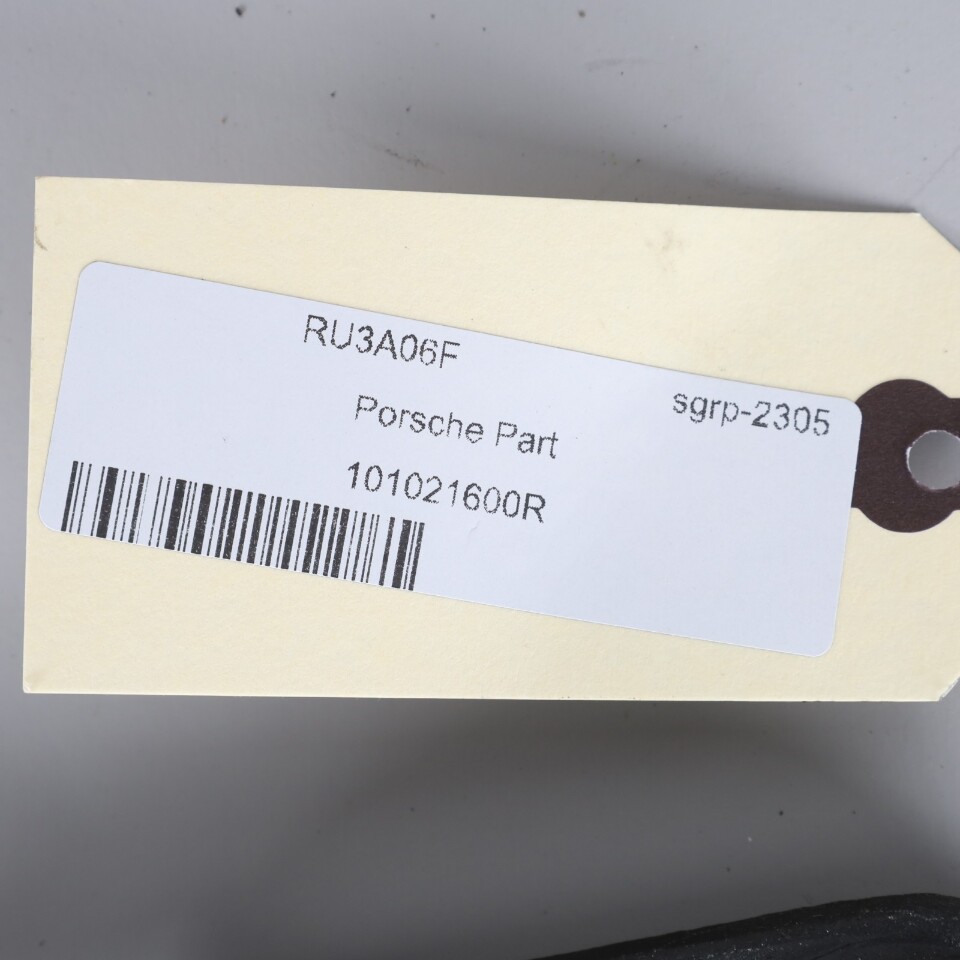 RU3A06F
sgrp-2305
Porsche Part
101021600R